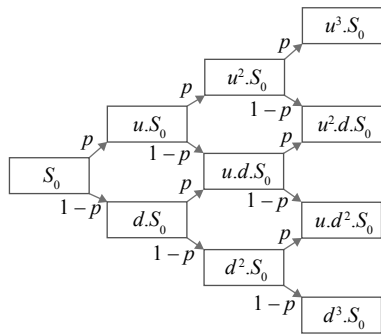 u³.S₀
p
u².S₀
p
1 – p
u.S₀
u².d.S₀
p
1 – p
p
S₀
u.d.S₀
1 – p
p
1 – p
d.S₀
u.d².S₀
1 – p
p
d².S₀
1 – p
d³.S₀